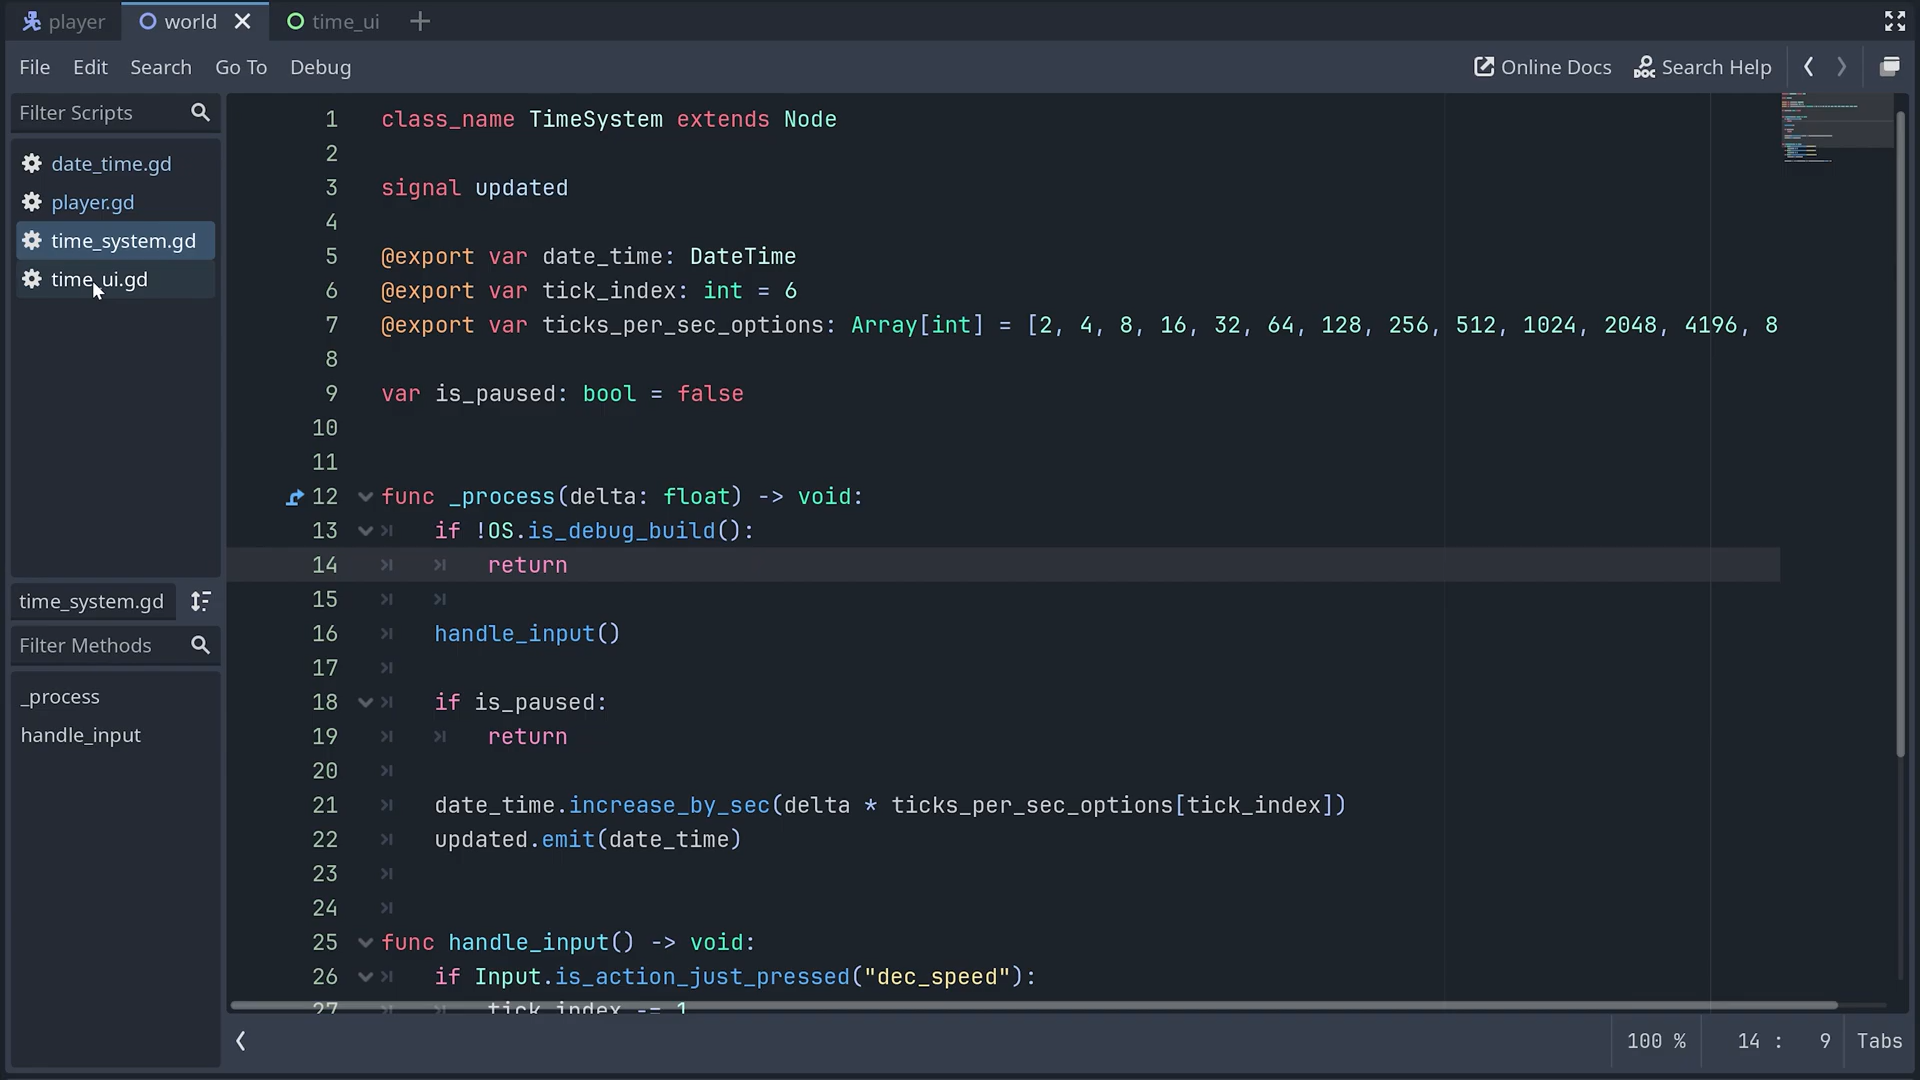 player world time_ui
File Edit Search Go To Debug Online Docs Search Help
Filter Scripts
date_time.gd
player.gd
time_system.gd
time_ui.gd
time_system.gd
Filter Methods
_process
handle_input
1 class_name TimeSystem extends Node
2
3 signal updated
4
5 @export var date_time: DateTime
6 @export var tick_index: int = 6
7 @export var ticks_per_sec_options: Array[int] = [2, 4, 8, 16, 32, 64, 128, 256, 512, 1024, 2048, 4196, 8
8
9 var is_paused: bool = false
10
11
12 func _process(delta: float) -> void:
13 if !OS.is_debug_build():
14 return
15
16 handle_input()
17
18 if is_paused:
19 return
20
21 date_time.increase_by_sec(delta * ticks_per_sec_options[tick_index])
22 updated.emit(date_time)
23
24
25 func handle_input() -> void:
26 if Input.is_action_just_pressed("dec_speed"):
27 tick_index -= 1
100 % 14 : 9 Tabs